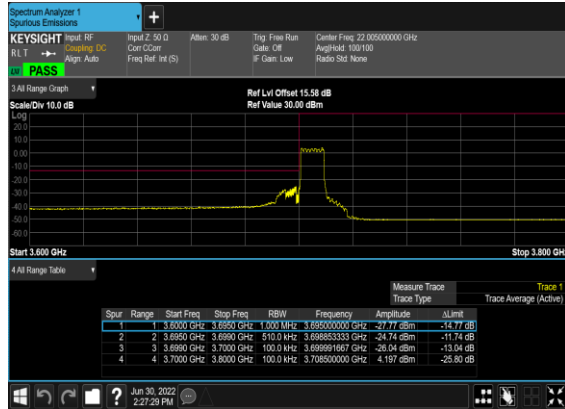 Spectrum Analyzer 1
Spurious Emissions
+
KEYSIGHT Input: RF Input Z: 50 Ω Atten: 30 dB Trig: Free Run Center Freq: 22.005000000 GHz
RLT Coupling: DC Corr CCorr Gate: Off Avg|Hold: 100/100
Align: Auto Freq Ref: Int (S) IF Gain: Low Radio Std: None
PASS
3 All Range Graph
Ref Lvl Offset 15.58 dB
Scale/Div 10.0 dB Ref Value 30.00 dBm
Log
20.0
10.0
0.00
-10.0
-20.0
-30.0
-40.0
-50.0
-60.0
Start 3.600 GHz Stop 3.800 GHz
4 All Range Table
Measure Trace Trace 1
Trace Type Trace Average (Active)
Spur Range Start Freq Stop Freq RBW Frequency Amplitude ΔLimit
1 1 3.6000 GHz 3.6950 GHz 1.000 MHz 3.695000000 GHz -27.77 dBm -14.77 dB
2 2 3.6950 GHz 3.6990 GHz 510.0 kHz 3.698853333 GHz -24.74 dBm -11.74 dB
3 3 3.6990 GHz 3.7000 GHz 100.0 kHz 3.699991667 GHz -26.04 dBm -13.04 dB
4 4 3.7000 GHz 3.8000 GHz 100.0 kHz 3.708500000 GHz 4.197 dBm -25.80 dB
? Jun 30, 2022
2:27:29 PM